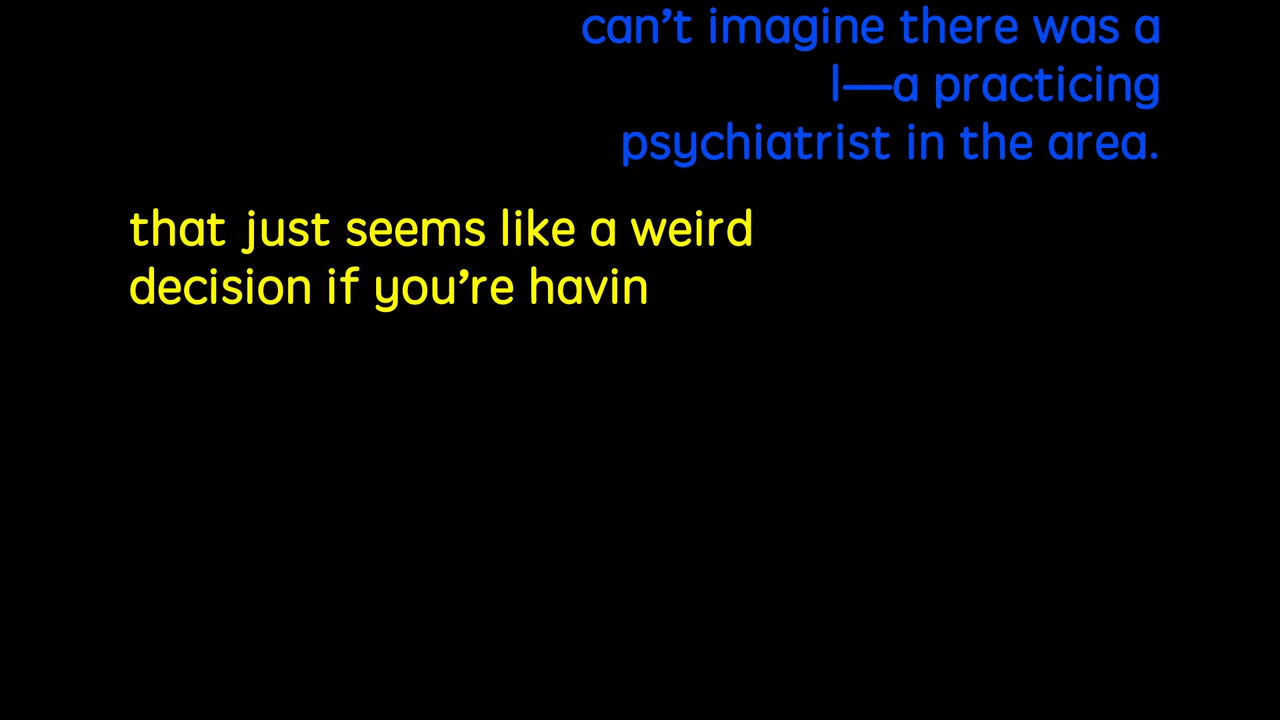 can’t imagine there was a
l—a practicing
psychiatrist in the area.
that just seems like a weird
decision if you’re havin